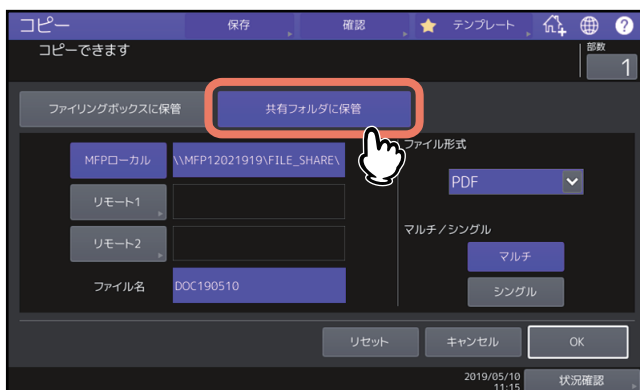 コピー
保存
確認
テンプレート
?
コピーできます
部数
1
ファイリングボックスに保管
共有フォルダに保管
MFPローカル
\\MFP12021919\FILE_SHARE\
リモート1
リモート2
ファイル名
DOC190510
ファイル形式
PDF
マルチ/シングル
マルチ
シングル
リセット
キャンセル
OK
2019/05/10
11:15
状況確認